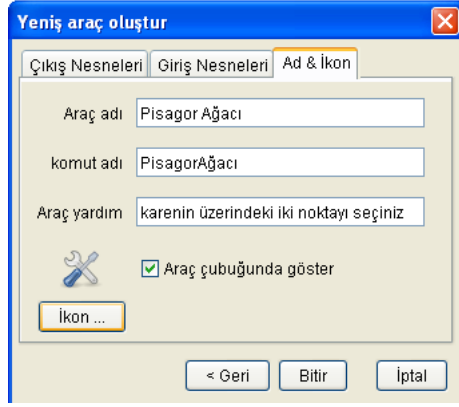 Yeniş araç oluştur
Çıkış Nesneleri Giriş Nesneleri Ad & İkon
Araç adı Pisagor Ağacı
komut adı PisagorAğacı
Araç yardım karenin üzerindeki iki noktayı seçiniz
Araç çubuğunda göster
İkon ...
< Geri Bitir İptal